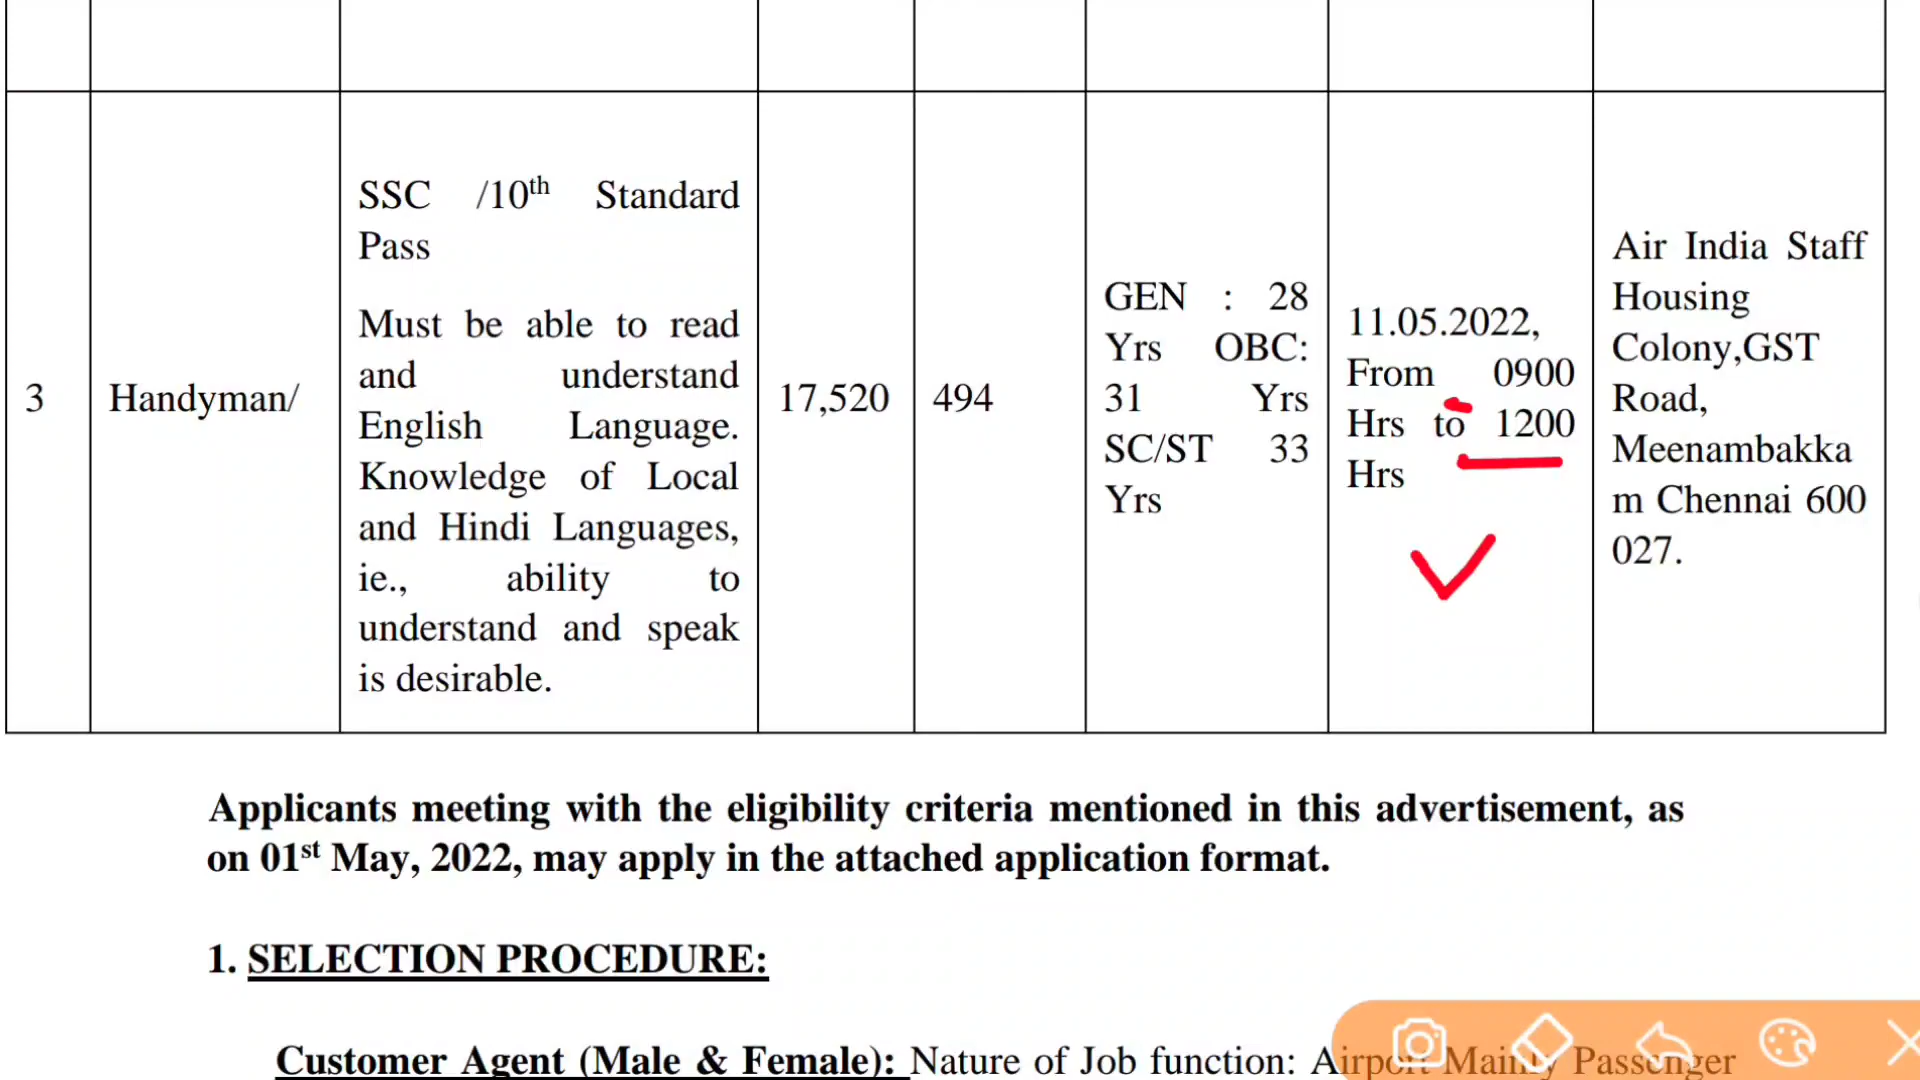 3
Handyman/
SSC /10th Standard
Pass
Must be able to read
and understand
English Language.
Knowledge of Local
and Hindi Languages,
ie., ability to
understand and speak
is desirable.
17,520
494
GEN : 28
Yrs OBC:
31 Yrs
SC/ST 33
Yrs
11.05.2022,
From 0900
Hrs to 1200
Hrs
Air India Staff
Housing
Colony,GST
Road,
Meenambakka
m Chennai 600
027.
Applicants meeting with the eligibility criteria mentioned in this advertisement, as
on 01st May, 2022, may apply in the attached application format.
1. SELECTION PROCEDURE:
Customer Agent (Male & Female): Nature of Job function: Airport Mainly Passenger